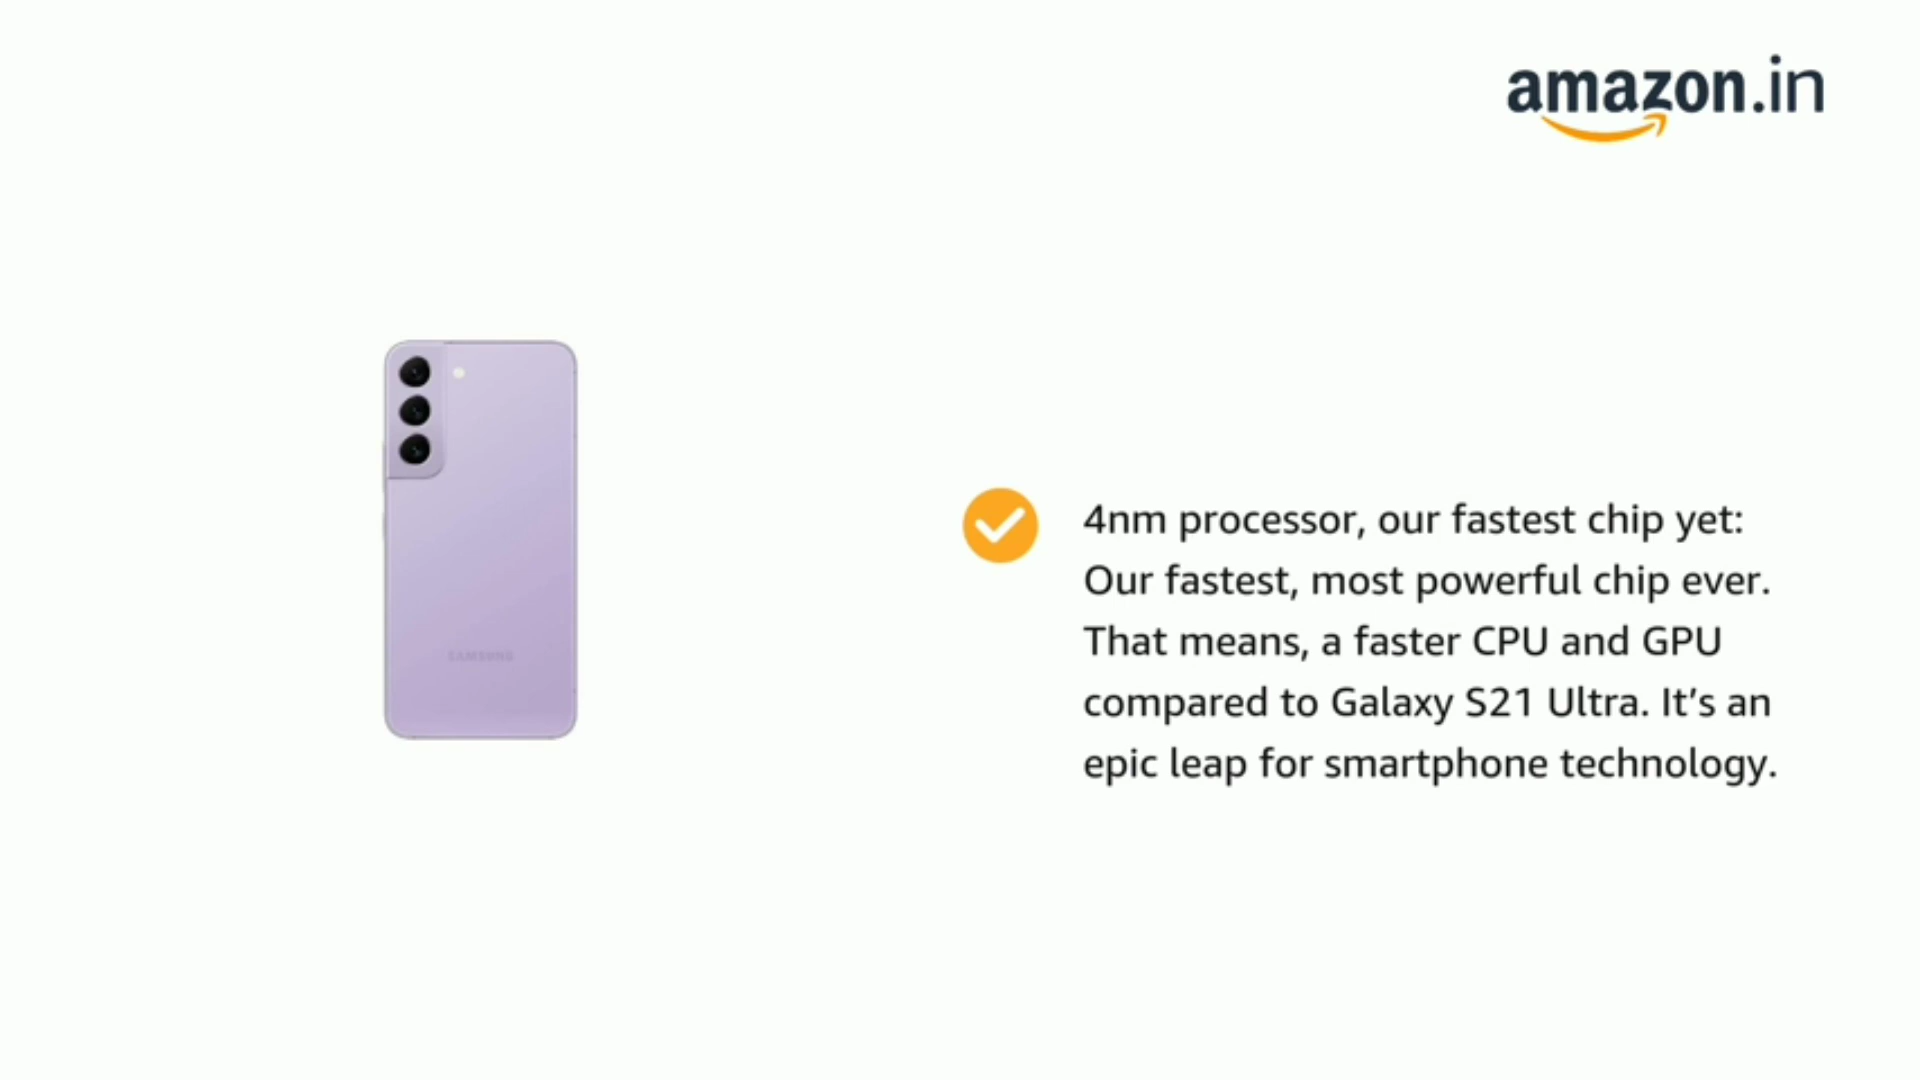 amazon.in
SAMSUNG
4nm processor, our fastest chip yet:
Our fastest, most powerful chip ever.
That means, a faster CPU and GPU
compared to Galaxy S21 Ultra. It’s an
epic leap for smartphone technology.